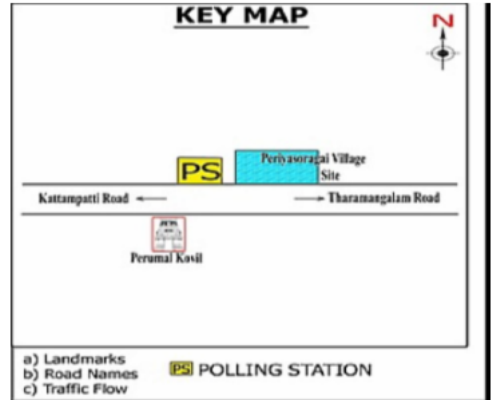 KEY MAP
N
PS
Periyasoragai Village
Site
Kattampatti Road
Tharamangalam Road
Perumal Kovil
a) Landmarks
b) Road Names
c) Traffic Flow
PS POLLING STATION